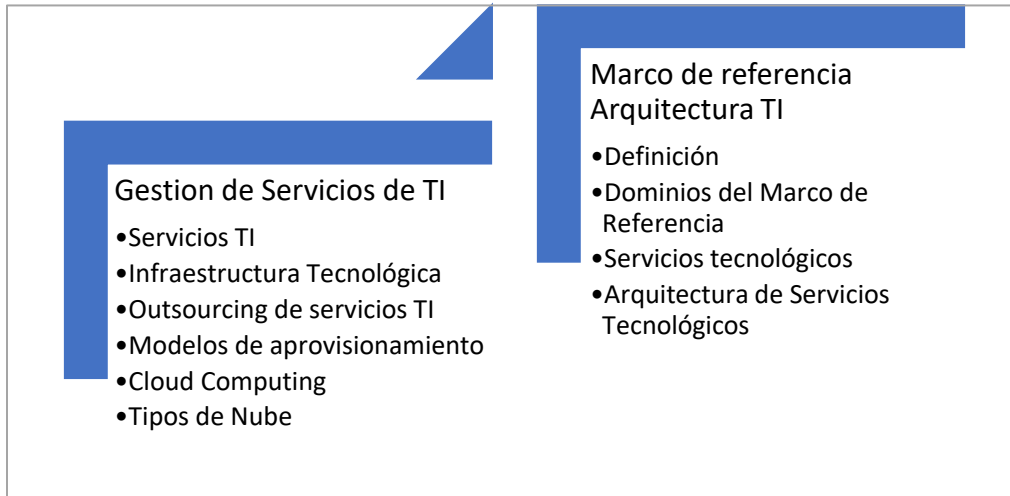 Gestion de Servicios de TI
•Servicios TI
•Infraestructura Tecnológica
•Outsourcing de servicios TI
•Modelos de aprovisionamiento
•Cloud Computing
•Tipos de Nube
Marco de referencia
Arquitectura TI
•Definición
•Dominios del Marco de
Referencia
•Servicios tecnológicos
•Arquitectura de Servicios
Tecnológicos